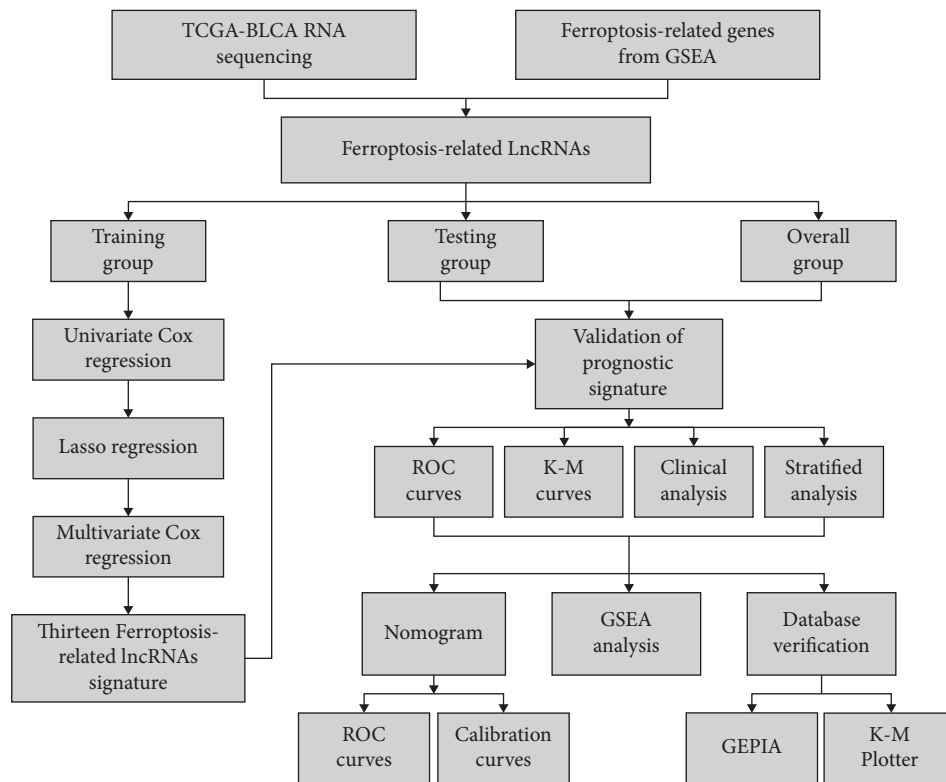 TCGA-BLCA RNA
sequencing
Ferroptosis-related genes
from GSEA
Ferroptosis-related LncRNAs
Training
group
Testing
group
Overall
group
Univariate Cox
regression
Validation of
prognostic
signature
Lasso regression
ROC
curves
K-M
curves
Clinical
analysis
Stratified
analysis
Multivariate Cox
regression
Thirteen Ferroptosis-
related lncRNAs
signature
Nomogram
GSEA
analysis
Database
verification
ROC
curves
Calibration
curves
GEPIA
K-M
Plotter